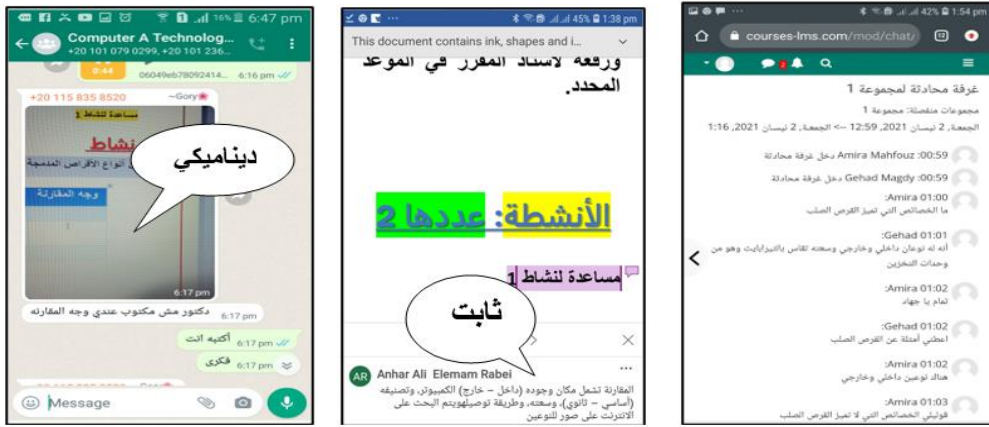 16% 6:47 pm
Computer A Technolog...
+20 101 079 0299, +20 101 236...
0:44
06049eb78092414... 6:16 pm
+20 115 835 8520 ~Gory
مساعدة لنشاط 1
نشاط
أنواع الأقراص المدمجة
وجه المقارنة
ديناميكي
6:17 pm
دكتور مش مكتوب عندي وجه المقارنه
6:17 pm
أكتبه انت
6:17 pm
فكرى
6:17 pm
Message
45% 1:38 pm
This document contains ink, shapes and i...
ورفعه لأستاذ المقرر في الموعد
المحدد.
الأنشطة: عددها 2
مساعدة لنشاط 1
ثابت
AR
Anhar Ali Elemam Rabei
المقارنة تشمل مكان وجوده (داخل – خارج) الكمبيوتر، وتصنيفه
(أساسي – ثانوي)، وسعته، وطريقة توصيلهويتم البحث على
الانترنت على صور للنوعين
42% 1:54 pm
courses-lms.com/mod/chat/
2
غرفة محادثة لمجموعة 1
مجموعات منفصلة: مجموعة 1
الجمعة, 2 نيسان 2021, 12:59 --> الجمعة, 2 نيسان 2021, 1:16
00:59: Amira Mahfouz دخل غرفة محادثة
00:59: Gehad Magdy دخل غرفة محادثة
Amira 01:00:
ما الخصائص التي تميز القرص الصلب
Gehad 01:01:
أنه له نوعان داخلي وخارجي وسعته تقاس بالتيرابايت وهو من
وحدات التخزين
Amira 01:02:
تمام يا جهاد
Gehad 01:02:
اعطني أمثلة عن القرص الصلب
Amira 01:02:
هناك نوعين داخلي وخارجي
Amira 01:03:
قوليلي الخصائص التي لا تميز القرص الصلب